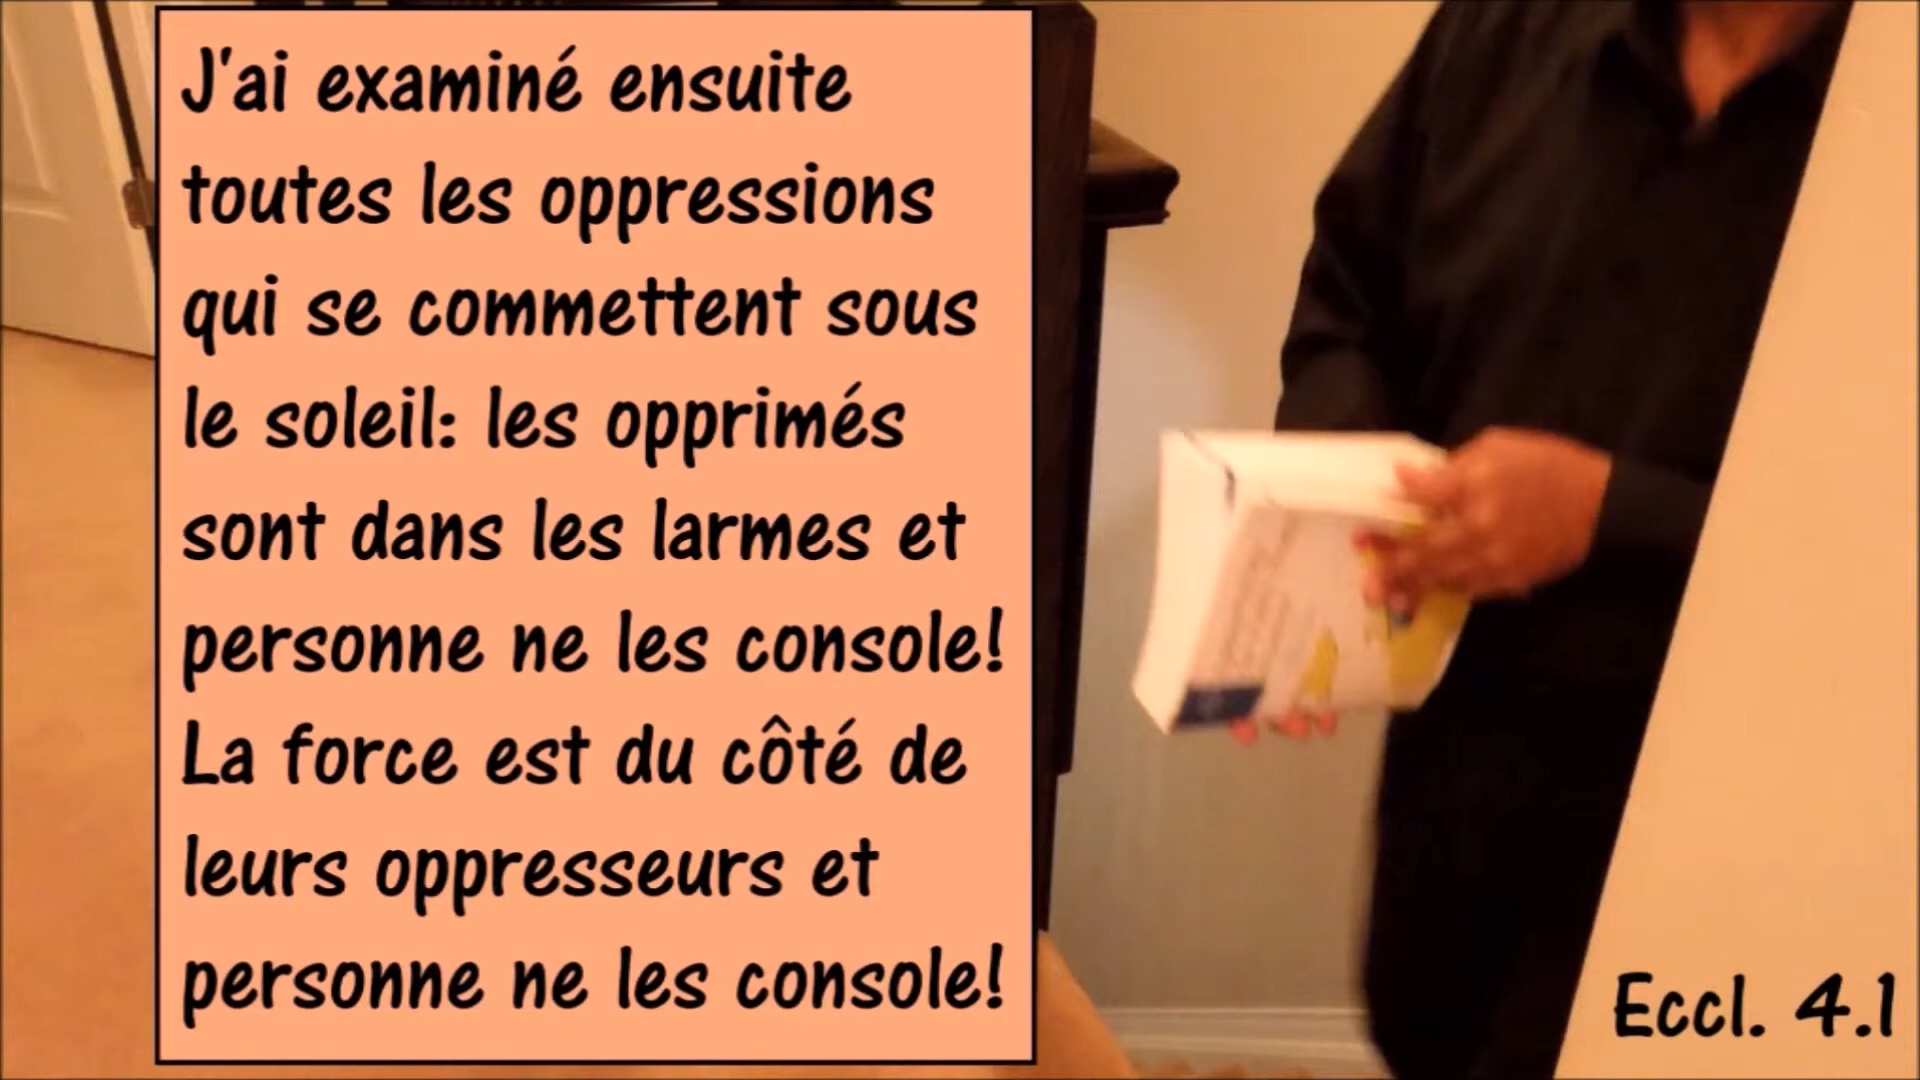 J'ai examiné ensuite
toutes les oppressions
qui se commettent sous
le soleil: les opprimés
sont dans les larmes et
personne ne les console!
La force est du côté de
leurs oppresseurs et
personne ne les console!
Eccl. 4.1